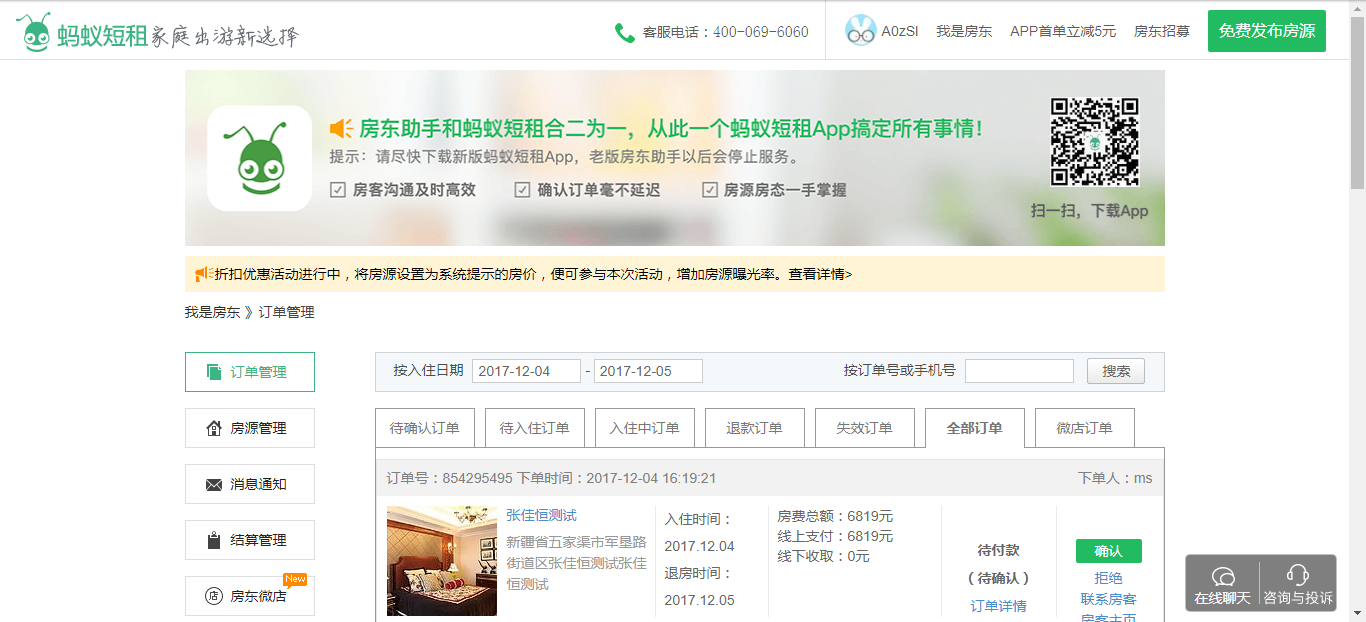 蚂蚁短租 家庭出游新选择
客服电话：400-069-6060
A0zSI 我是房东 APP首单立减5元 房东招募 免费发布房源
房东助手和蚂蚁短租合二为一，从此一个蚂蚁短租App搞定所有事情！
提示：请尽快下载新版蚂蚁短租App，老版房东助手以后会停止服务。
房客沟通及时高效 确认订单毫不延迟 房源房态一手掌握
扫一扫，下载App
折扣优惠活动进行中，将房源设置为系统提示的房价，便可参与本次活动，增加房源曝光率。查看详情>
我是房东 》订单管理
订单管理
房源管理
消息通知
结算管理
房东微店
New
店
按入住日期 2017-12-04 - 2017-12-05 按订单号或手机号 搜索
待确认订单 待入住订单 入住中订单 退款订单 失效订单 全部订单 微店订单
订单号：854295495 下单时间：2017-12-04 16:19:21 下单人：ms
张佳恒测试
新疆省五家渠市军垦路
街道区张佳恒测试张佳
恒测试
入住时间：
2017.12.04
退房时间：
2017.12.05
房费总额：6819元
线上支付：6819元
线下收取：0元
待付款
（待确认）
订单详情
确认
拒绝
联系房客
房客主页
在线聊天 咨询与投诉